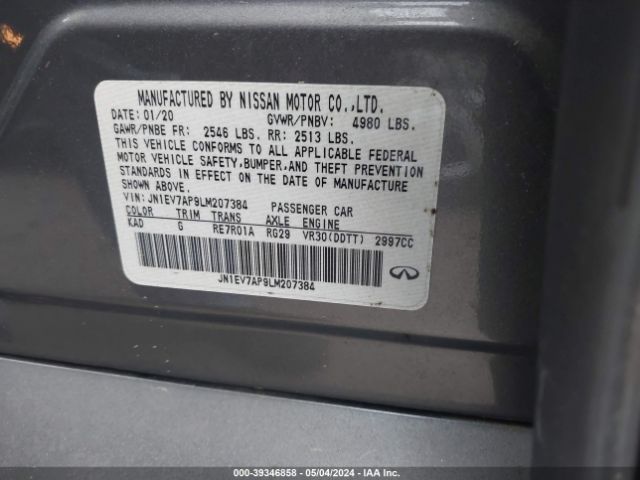 MANUFACTURED BY NISSAN MOTOR CO.,LTD.
DATE: 01/20 GVWR/PNBV: 4980 LBS.
GAWR/PNBE FR: 2546 LBS. RR: 2513 LBS.
THIS VEHICLE CONFORMS TO ALL APPLICABLE FEDERAL
MOTOR VEHICLE SAFETY,BUMPER,AND THEFT PREVENTION
STANDARDS IN EFFECT ON THE DATE OF MANUFACTURE
SHOWN ABOVE.
VIN: JN1EV7AP9LM207384 PASSENGER CAR
COLOR TRIM TRANS AXLE ENGINE
KAD G RE7R01A RG29 VR30(DDTT) 2997CC
JN1EV7AP9LM207384
000-39346858 - 05/04/2024 - IAA Inc.